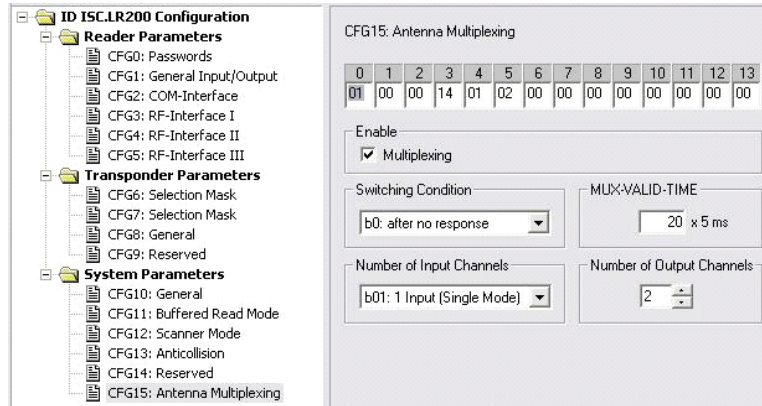 ID ISC.LR200 Configuration
Reader Parameters
CFG0: Passwords
CFG1: General Input/Output
CFG2: COM-Interface
CFG3: RF-Interface I
CFG4: RF-Interface II
CFG5: RF-Interface III
Transponder Parameters
CFG6: Selection Mask
CFG7: Selection Mask
CFG8: General
CFG9: Reserved
System Parameters
CFG10: General
CFG11: Buffered Read Mode
CFG12: Scanner Mode
CFG13: Anticollision
CFG14: Reserved
CFG15: Antenna Multiplexing
CFG15: Antenna Multiplexing
0 1 2 3 4 5 6 7 8 9 10 11 12 13
01 00 00 14 01 02 00 00 00 00 00 00 00 00
Enable
Multiplexing
Switching Condition
b0: after no response
MUX-VALID-TIME
20 x 5 ms
Number of Input Channels
b01: 1 Input (Single Mode)
Number of Output Channels
2